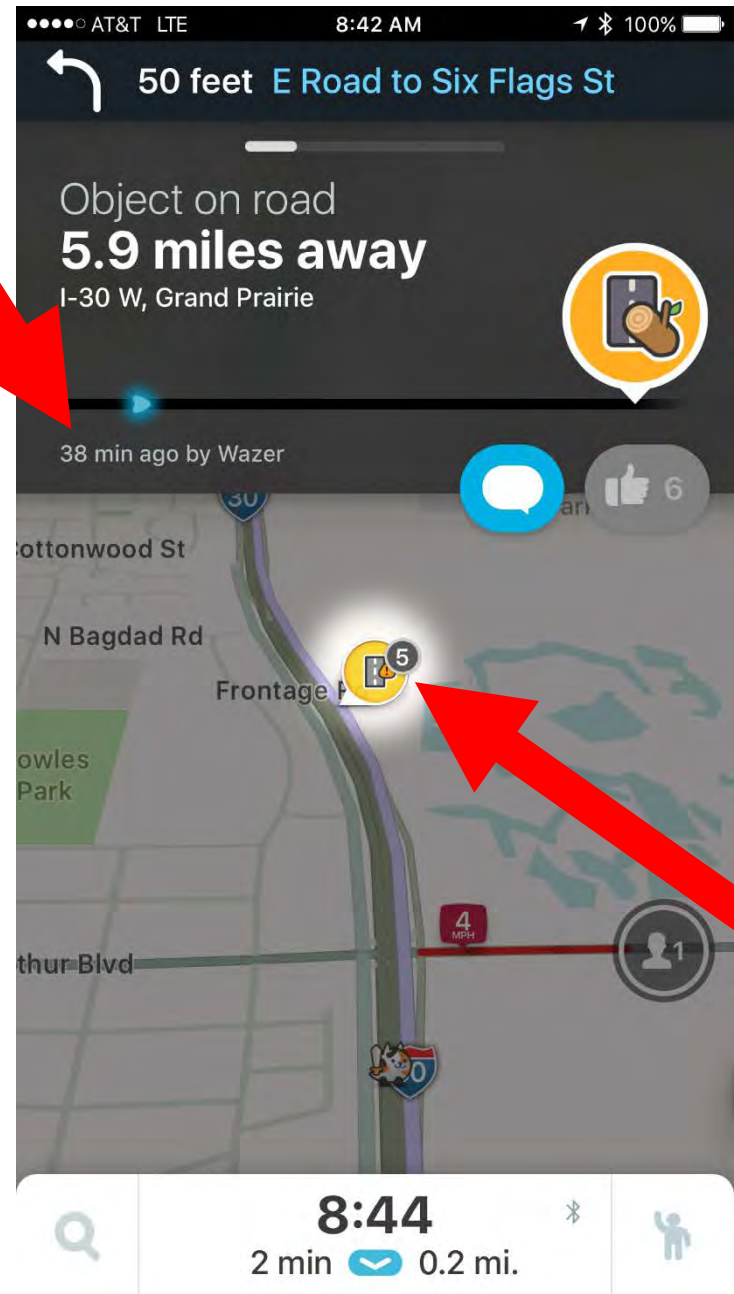 AT&T LTE 8:42 AM 100%
50 feet E Road to Six Flags St
Object on road
5.9 miles away
I-30 W, Grand Prairie
38 min ago by Wazer
6
30
ottonwood St
N Bagdad Rd
5
Frontage
owles
Park
4
MPH
1
thur Blvd
0
8:44
2 min 0.2 mi.